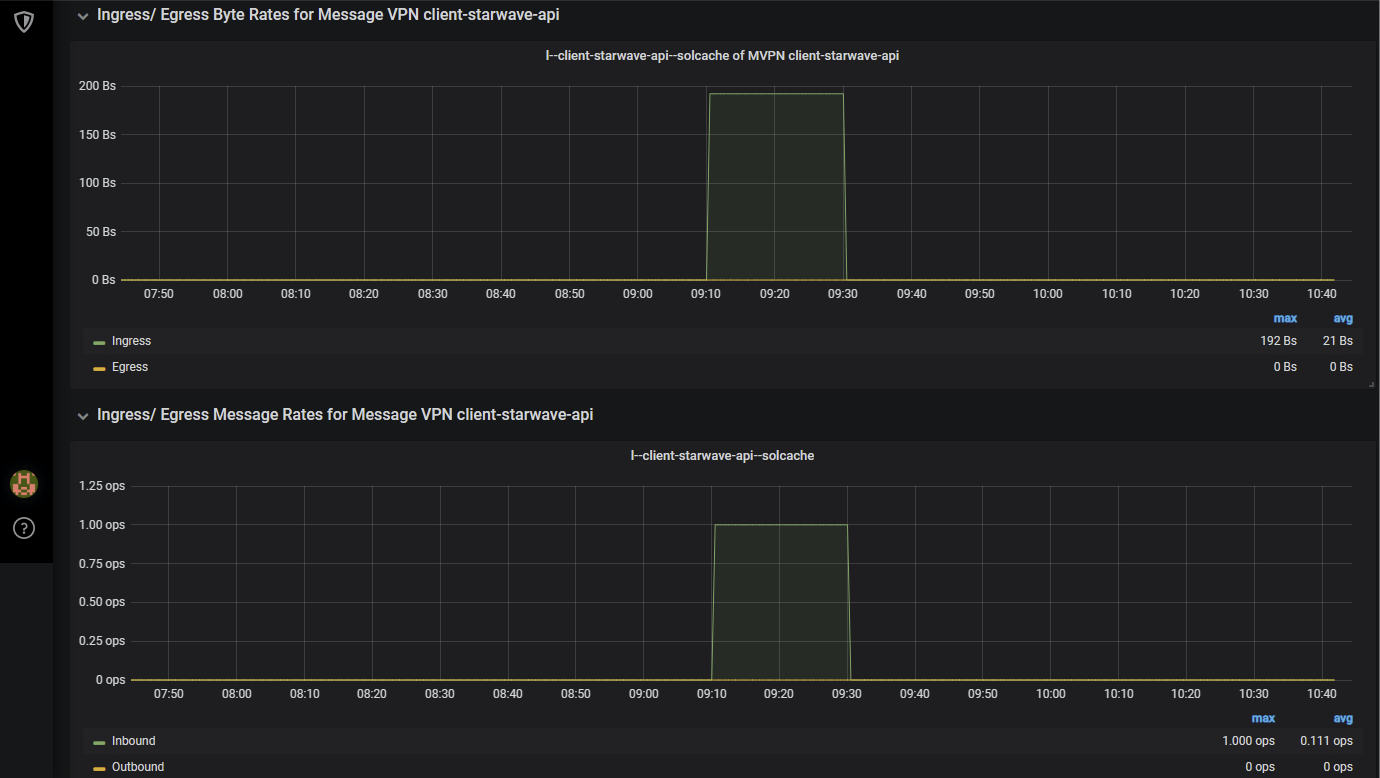 Ingress/ Egress Byte Rates for Message VPN client-starwave-api
l--client-starwave-api--solcache of MVPN client-starwave-api
200 Bs
150 Bs
100 Bs
50 Bs
0 Bs
07:50 08:00 08:10 08:20 08:30 08:40 08:50 09:00 09:10 09:20 09:30 09:40 09:50 10:00 10:10 10:20 10:30 10:40
max avg
Ingress 192 Bs 21 Bs
Egress 0 Bs 0 Bs
Ingress/ Egress Message Rates for Message VPN client-starwave-api
l--client-starwave-api--solcache
1.25 ops
1.00 ops
0.75 ops
0.50 ops
0.25 ops
0 ops
07:50 08:00 08:10 08:20 08:30 08:40 08:50 09:00 09:10 09:20 09:30 09:40 09:50 10:00 10:10 10:20 10:30 10:40
max avg
Inbound 1.000 ops 0.111 ops
Outbound 0 ops 0 ops